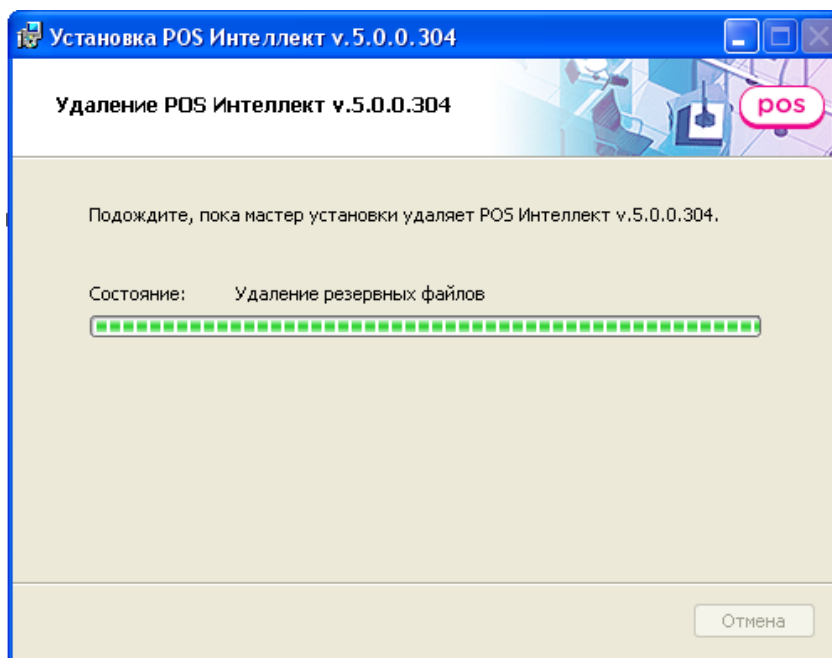 Установка POS Интеллект v.5.0.0.304
Удаление POS Интеллект v.5.0.0.304
pos
Подождите, пока мастер установки удаляет POS Интеллект v.5.0.0.304.
Состояние: Удаление резервных файлов
Отмена